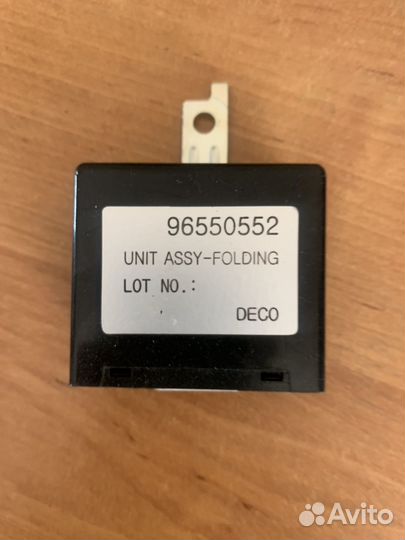 96550552
UNIT ASSY-FOLDING
LOT NO.:
DECO
Avito